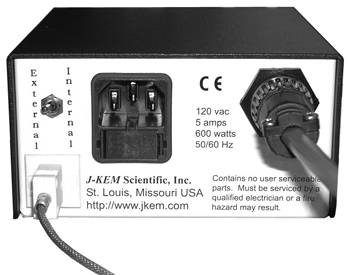 External
Internal
CE
120 vac
5 amps
600 watts
50/60 Hz
J-KEM Scientific, Inc.
St. Louis, Missouri USA
http://www.jkem.com
Contains no user serviceable
parts. Must be serviced by a
qualified electrician or a fire
hazard may result.